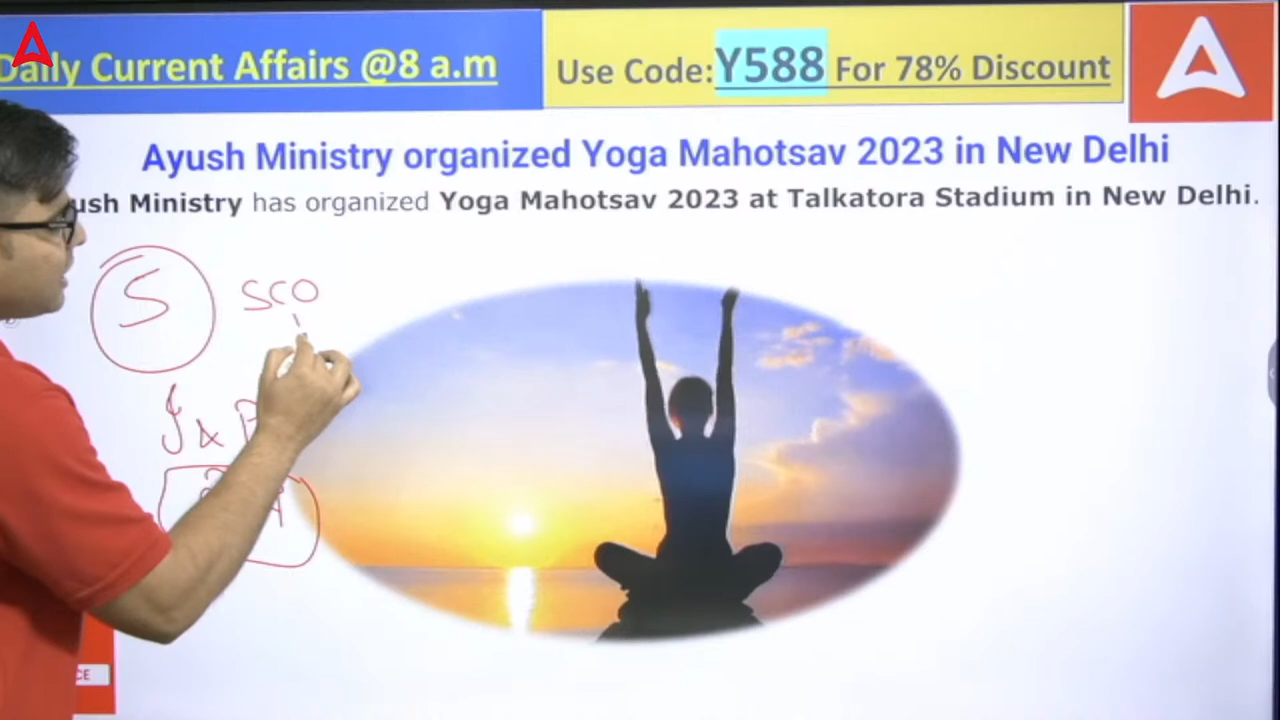 Daily Current Affairs @8 a.m
Use Code:Y588 For 78% Discount
Ayush Ministry organized Yoga Mahotsav 2023 in New Delhi
ush Ministry has organized Yoga Mahotsav 2023 at Talkatora Stadium in New Delhi.
S SCO
J &
CE